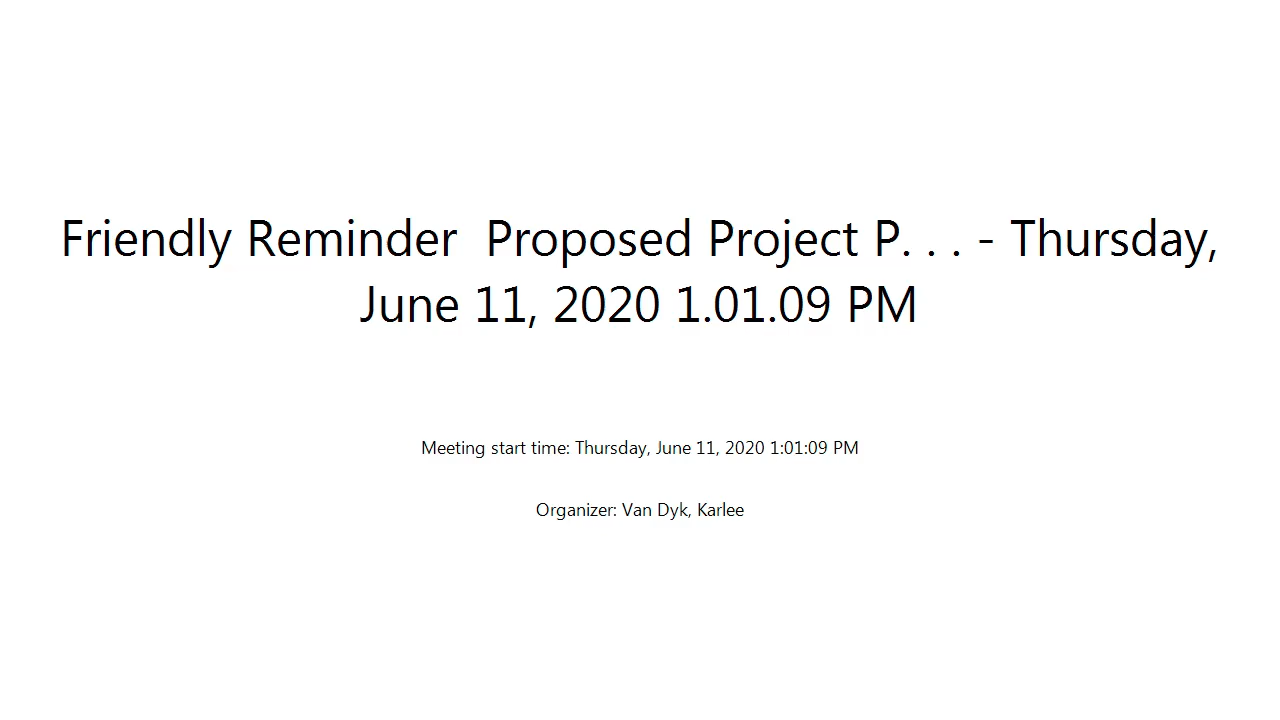 Friendly Reminder  Proposed Project P. . . - Thursday,
June 11, 2020 1.01.09 PM
Meeting start time: Thursday, June 11, 2020 1:01:09 PM
Organizer: Van Dyk, Karlee